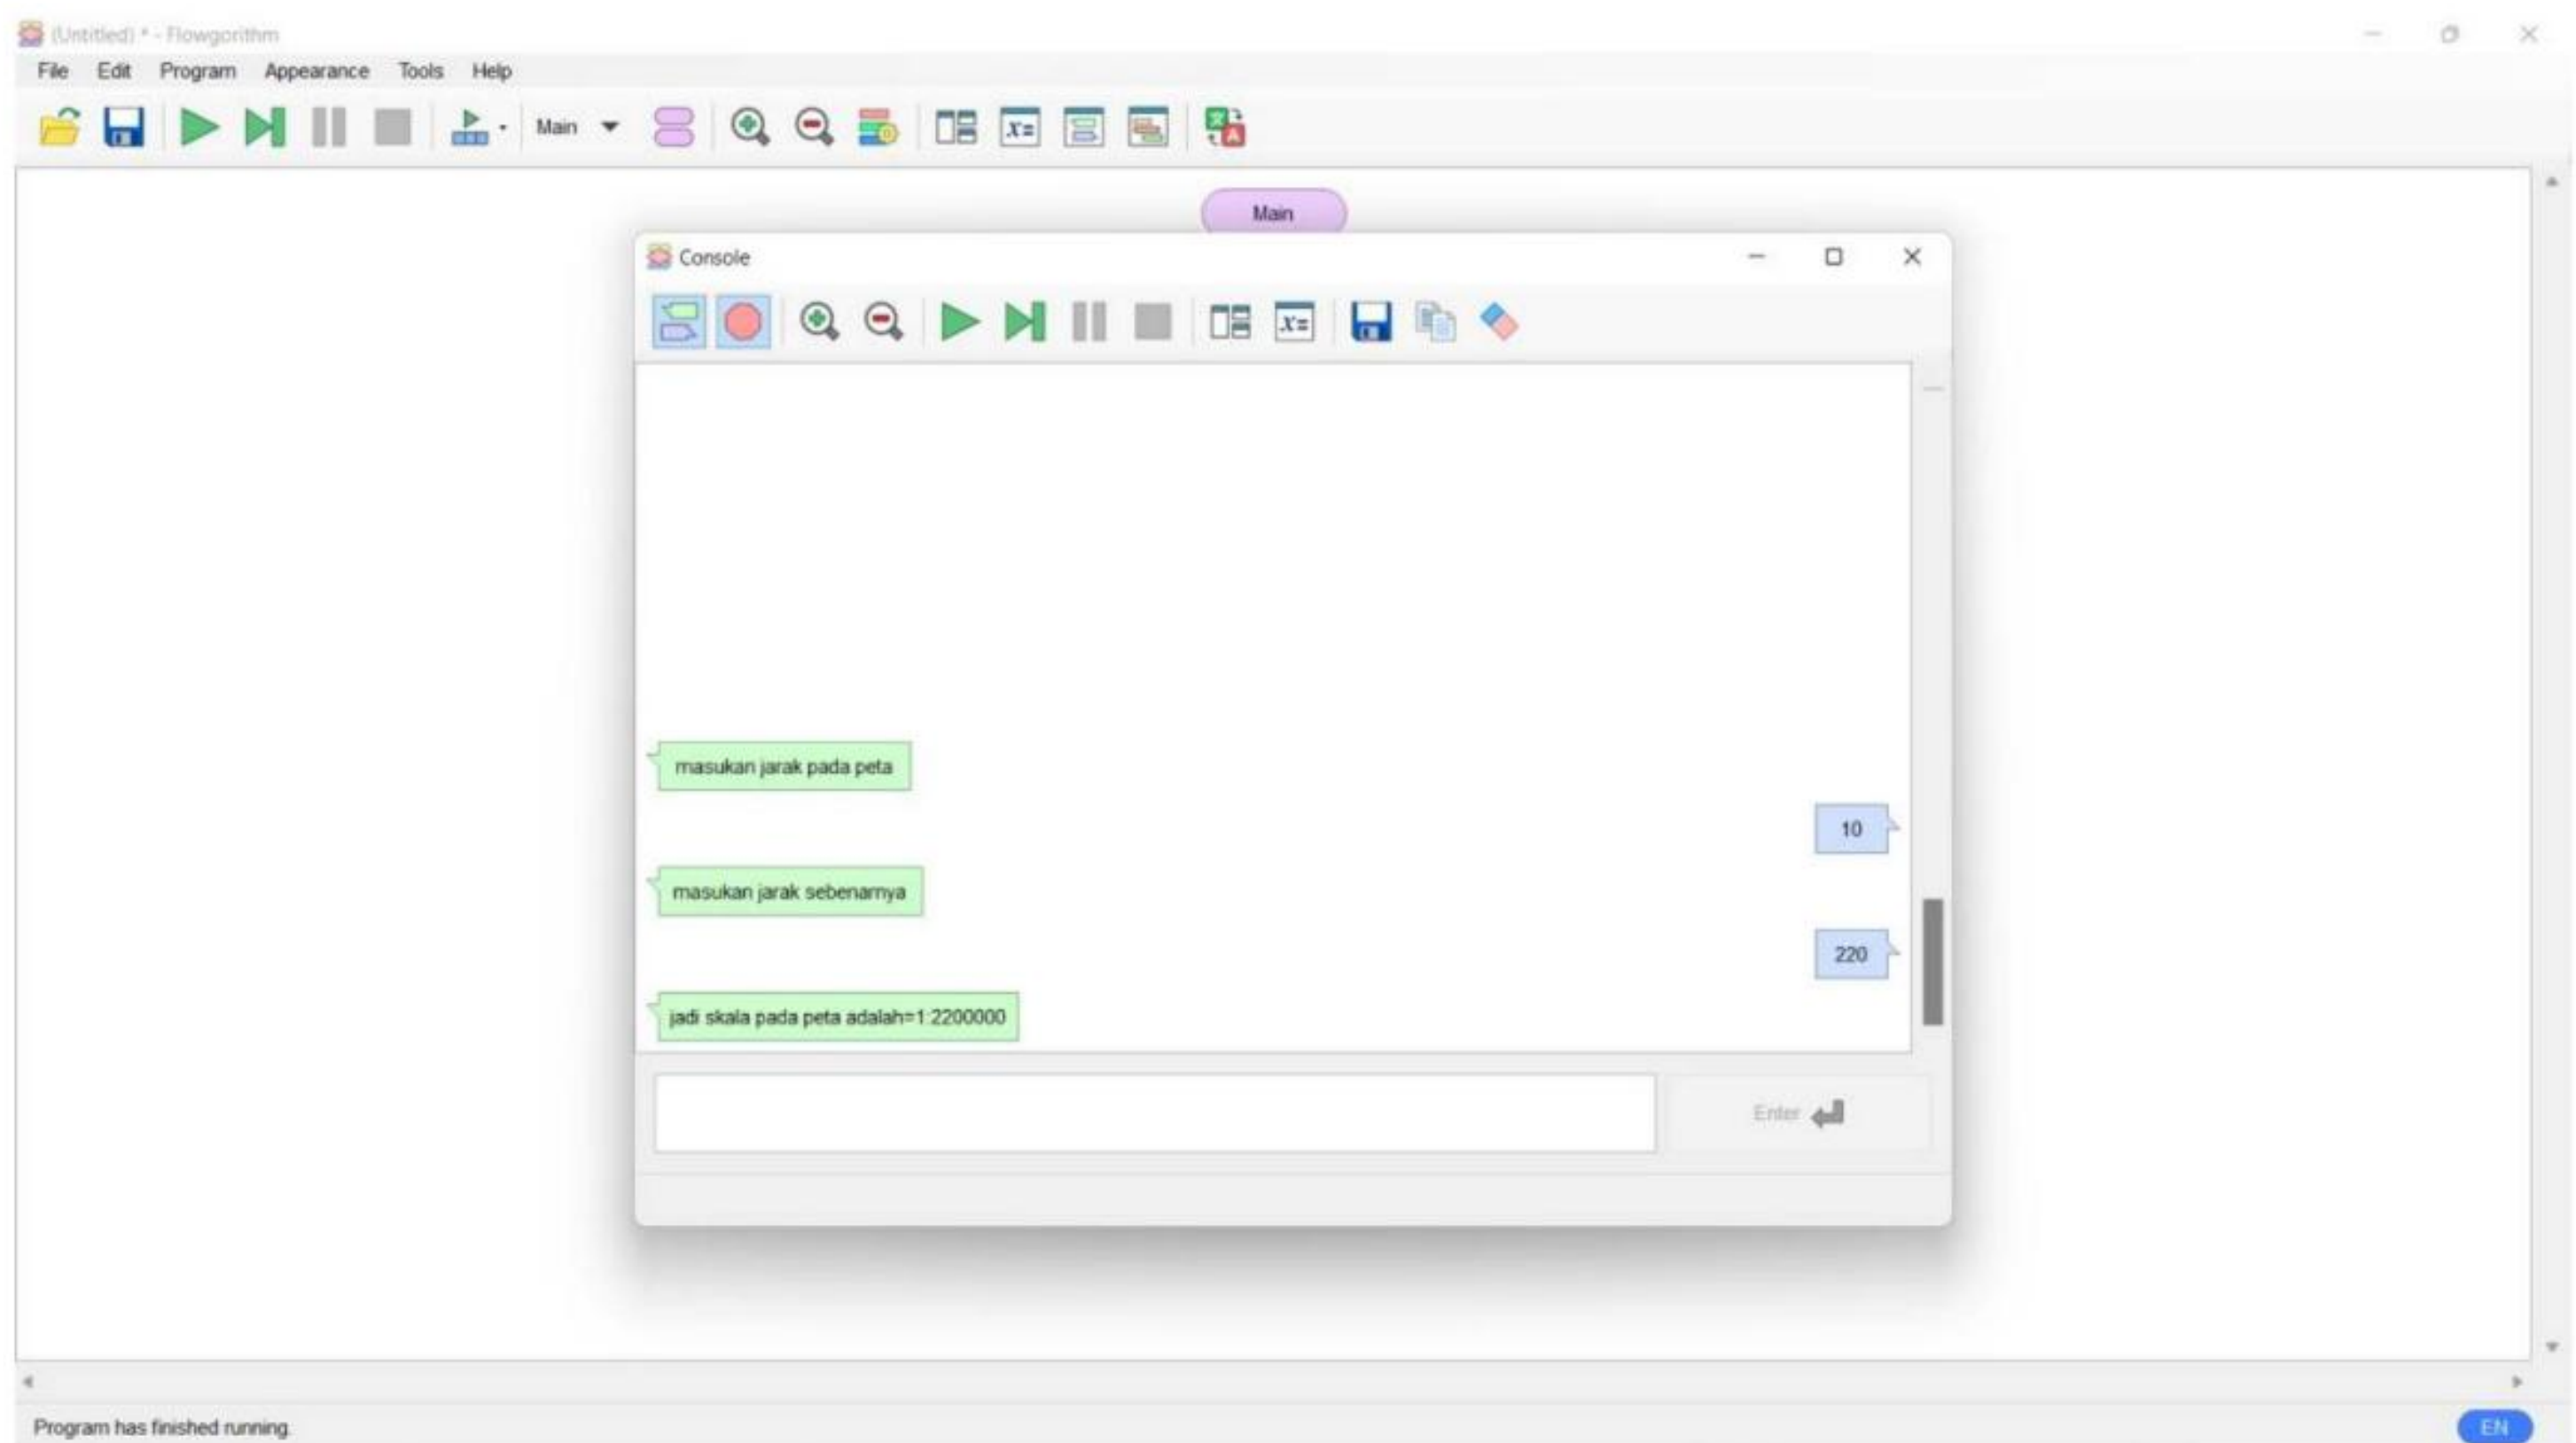 (Untitled) * - Flowgorithm
File Edit Program Appearance Tools Help
Main
Main
Console
masukan jarak pada peta
10
masukan jarak sebenarnya
220
jadi skala pada peta adalah=1:2200000
Enter
Program has finished running.
EN